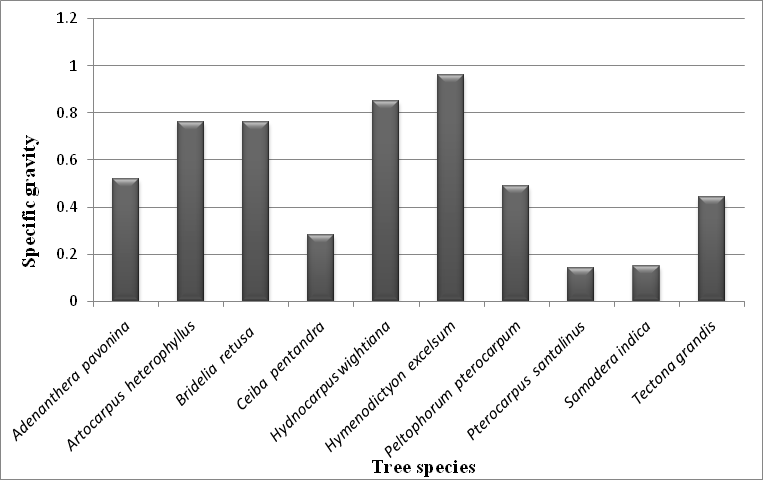 1.2
1
0.8
0.6
0.4
0.2
0
Specific gravity
Adenanthera pavonina
Artocarpus heterophyllus
Bridelia retusa
Ceiba pentandra
Hydnocarpus wightiana
Hymenodictyon excelsum
Peltophorum pterocarpum
Pterocarpus santalinus
Samadera indica
Tectona grandis
Tree species